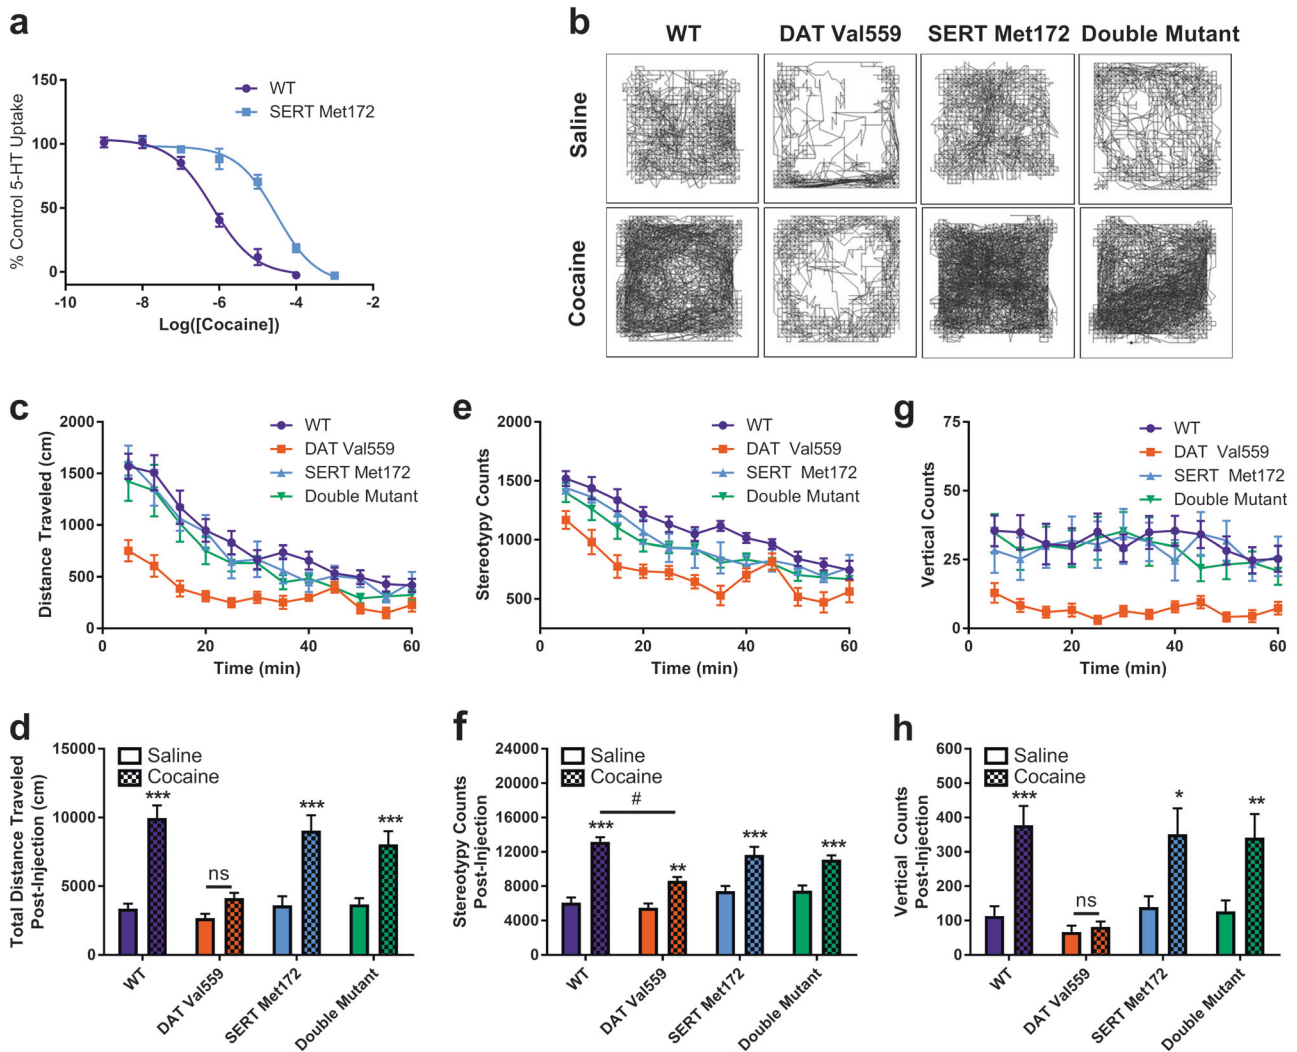 a
% Control 5-HT Uptake
150
100
50
0
-10
-8
-6
-4
-2
Log([Cocaine])
WT
SERT Met172
b
WT
DAT Val559
SERT Met172
Double Mutant
Saline
Cocaine
c
Distance Traveled (cm)
2000
1500
1000
500
0
0
20
40
60
Time (min)
WT
DAT Val559
SERT Met172
Double Mutant
e
Stereotypy Counts
2000
1500
1000
500
0
20
40
60
Time (min)
WT
DAT Val559
SERT Met172
Double Mutant
g
Vertical Counts
75
50
25
0
0
20
40
60
Time (min)
WT
DAT Val559
SERT Met172
Double Mutant
d
Total Distance Traveled
Post-Injection (cm)
15000
10000
5000
0
Saline
Cocaine
***
ns
***
***
WT
DAT Val559
SERT Met172
Double Mutant
f
Stereotypy Counts
Post-Injection
24000
20000
16000
12000
8000
4000
0
Saline
Cocaine
#
***
**
***
***
WT
DAT Val559
SERT Met172
Double Mutant
h
Vertical Counts
Post-Injection
600
500
400
300
200
100
0
Saline
Cocaine
***
ns
*
**
WT
DAT Val559
SERT Met172
Double Mutant